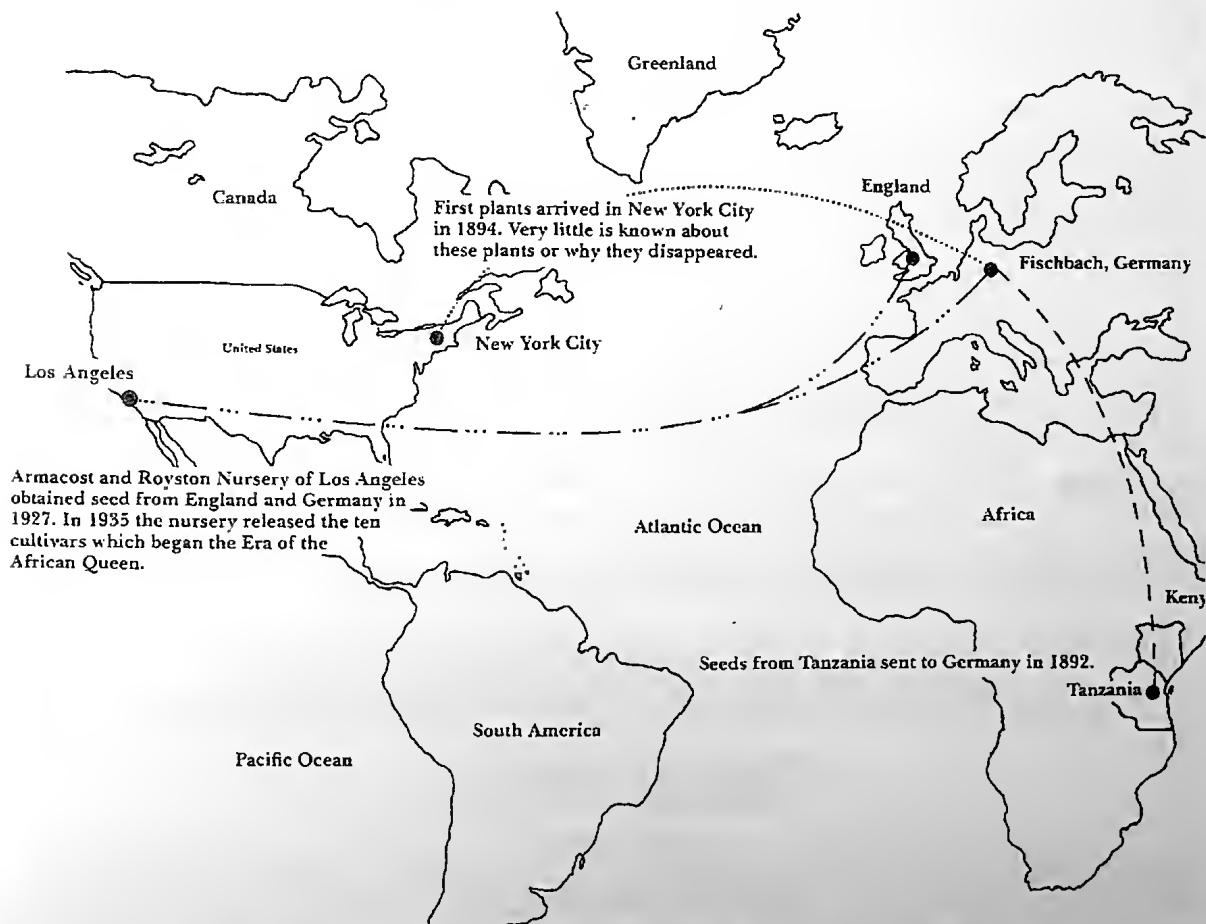 Greenland
England
Canada
First plants arrived in New York City
in 1894. Very little is known about
these plants or why they disappeared.
Fischbach, Germany
United States
New York City
Los Angeles
Armacost and Royston Nursery of Los Angeles
obtained seed from England and Germany in
1927. In 1935 the nursery released the ten
cultivars which began the Era of the
African Queen.
Atlantic Ocean
Africa
Keny
Seeds from Tanzania sent to Germany in 1892.
Tanzania
South America
Pacific Ocean